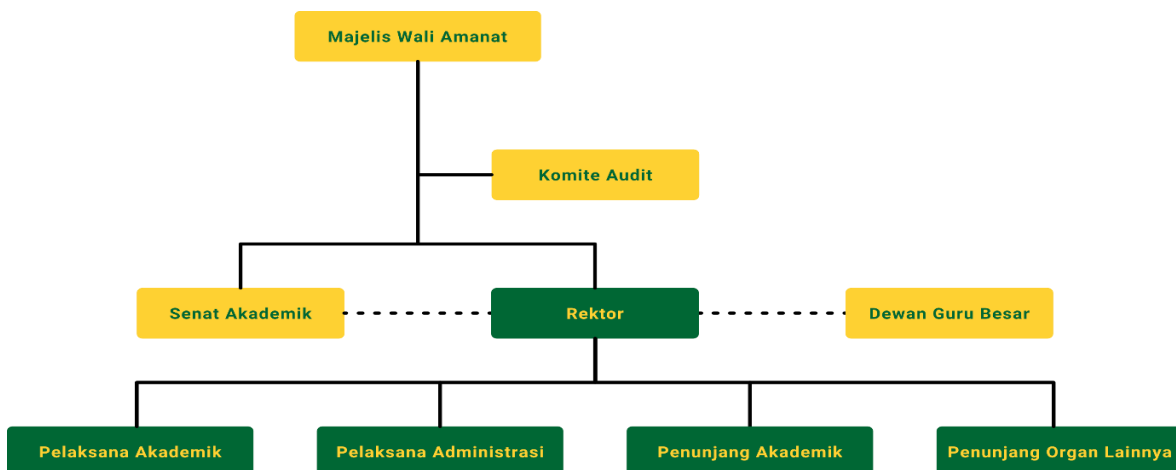 Majelis Wali Amanat
Komite Audit
Senat Akademik
Rektor
Dewan Guru Besar
Pelaksana Akademik
Pelaksana Administrasi
Penunjang Akademik
Penunjang Organ Lainnya